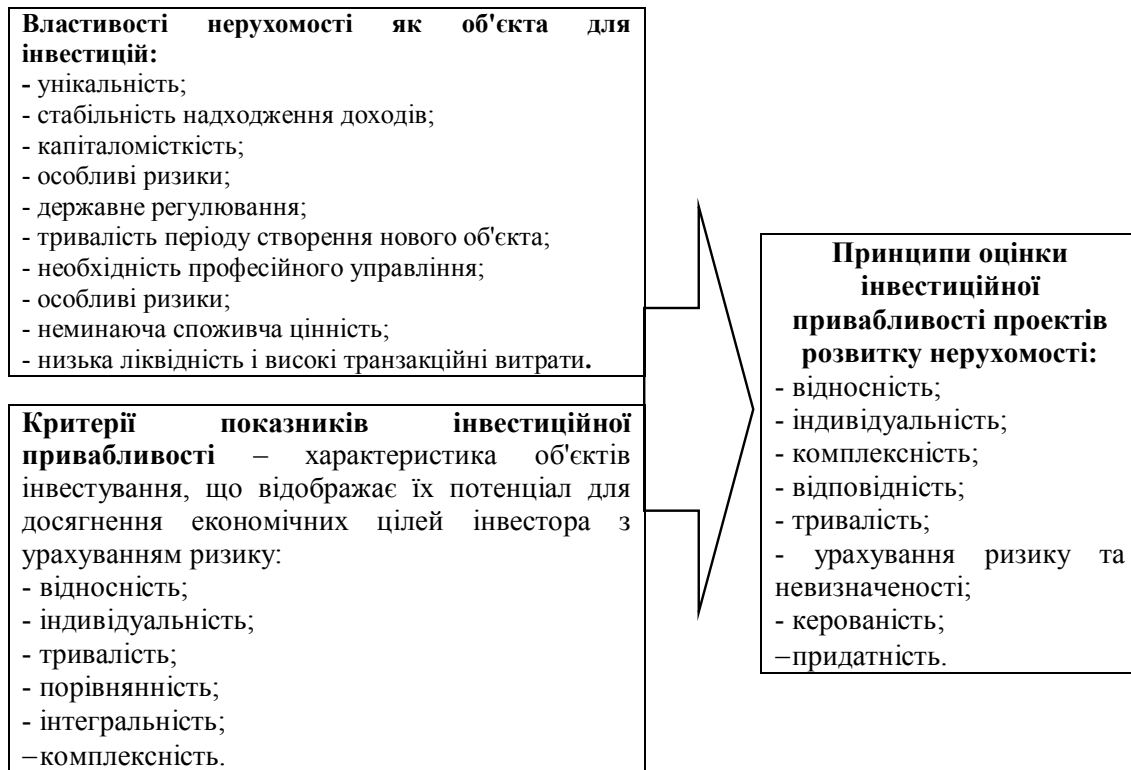 Властивості нерухомості як об'єкта для
інвестицій:
- унікальність;
- стабільність надходження доходів;
- капіталомісткість;
- особливі ризики;
- державне регулювання;
- тривалість періоду створення нового об'єкта;
- необхідність професійного управління;
- особливі ризики;
- неминаюча споживча цінність;
- низька ліквідність і високі транзакційні витрати.
Критерії показників інвестиційної
привабливості – характеристика об'єктів
інвестування, що відображає їх потенціал для
досягнення економічних цілей інвестора з
урахуванням ризику:
- відносність;
- індивідуальність;
- тривалість;
- порівнянність;
- інтегральність;
–комплексність.
Принципи оцінки
інвестиційної
привабливості проектів
розвитку нерухомості:
- відносність;
- індивідуальність;
- комплексність;
- відповідність;
- тривалість;
- урахування ризику та
невизначеності;
- керованість;
–придатність.